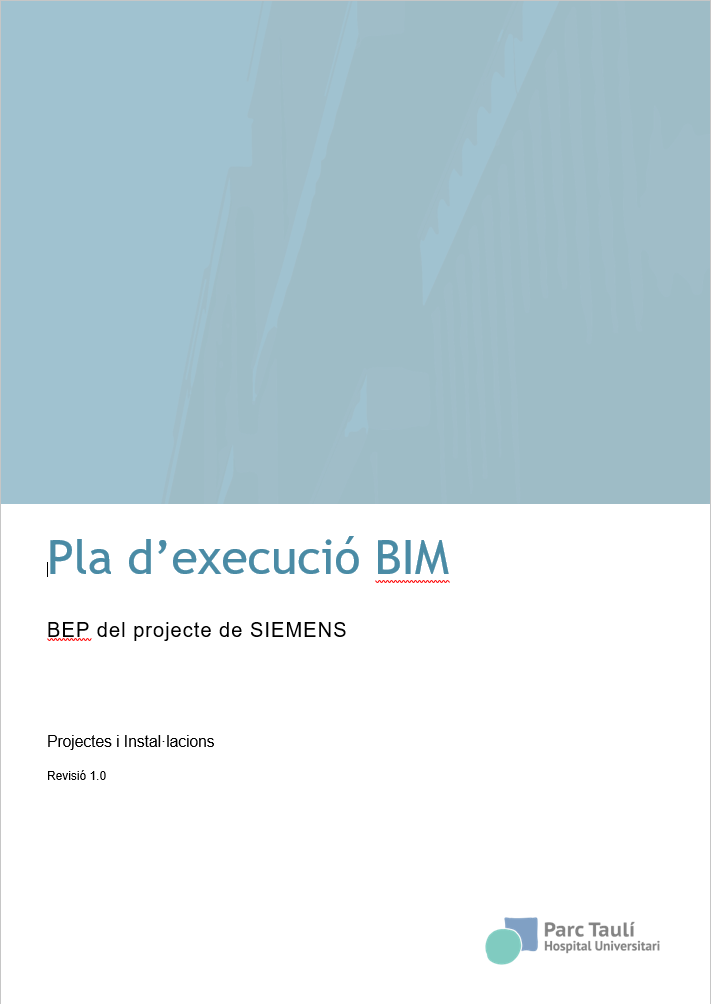 Pla d’execució BIM
BEP del projecte de SIEMENS
Projectes i Instal·lacions
Revisió 1.0
Parc Taulí
Hospital Universitari